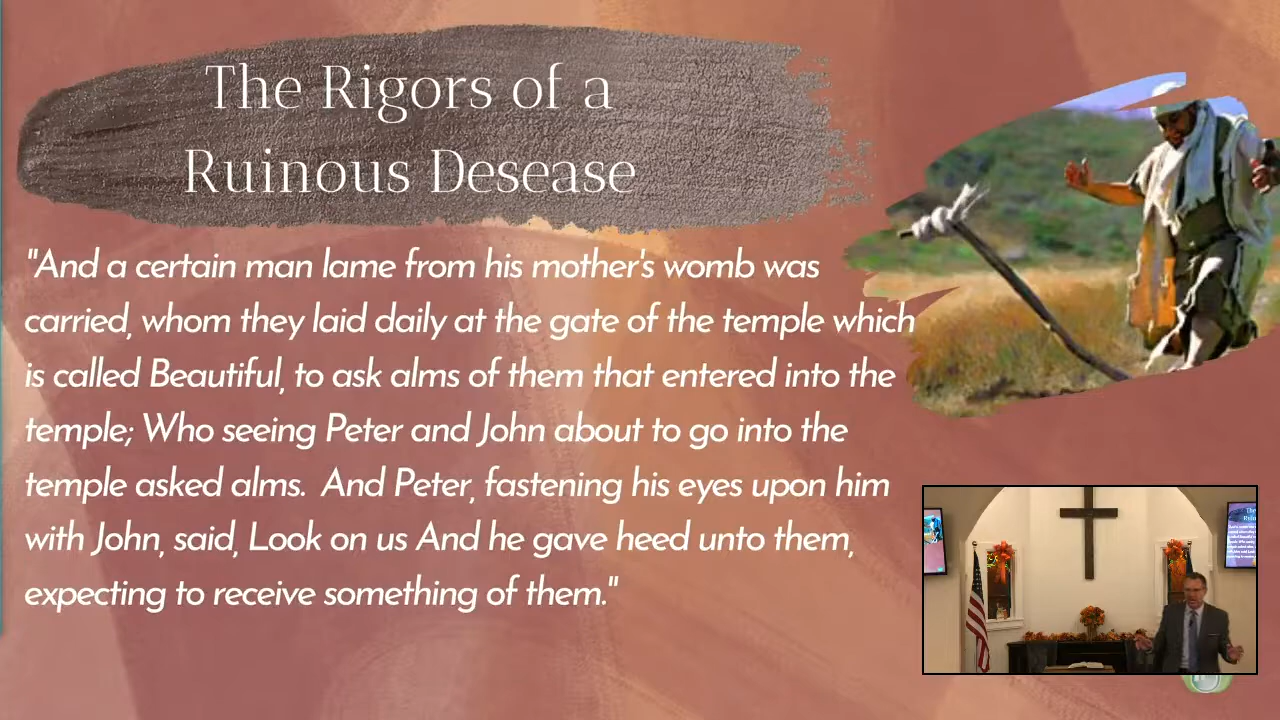 The Rigors of a
Ruinous Desease
"And a certain man lame from his mother's womb was
carried, whom they laid daily at the gate of the temple which
is called Beautiful, to ask alms of them that entered into the
temple; Who seeing Peter and John about to go into the
temple asked alms.  And Peter, fastening his eyes upon him
with John, said, Look on us And he gave heed unto them,
expecting to receive something of them."